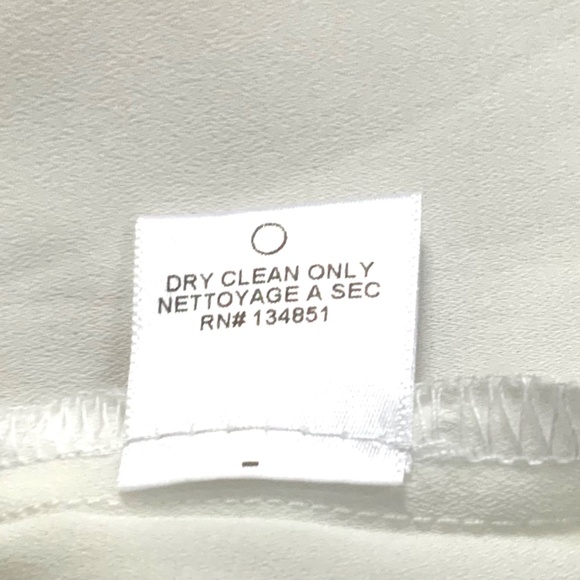 DRY CLEAN ONLY
NETTOYAGE A SEC
RN# 134851